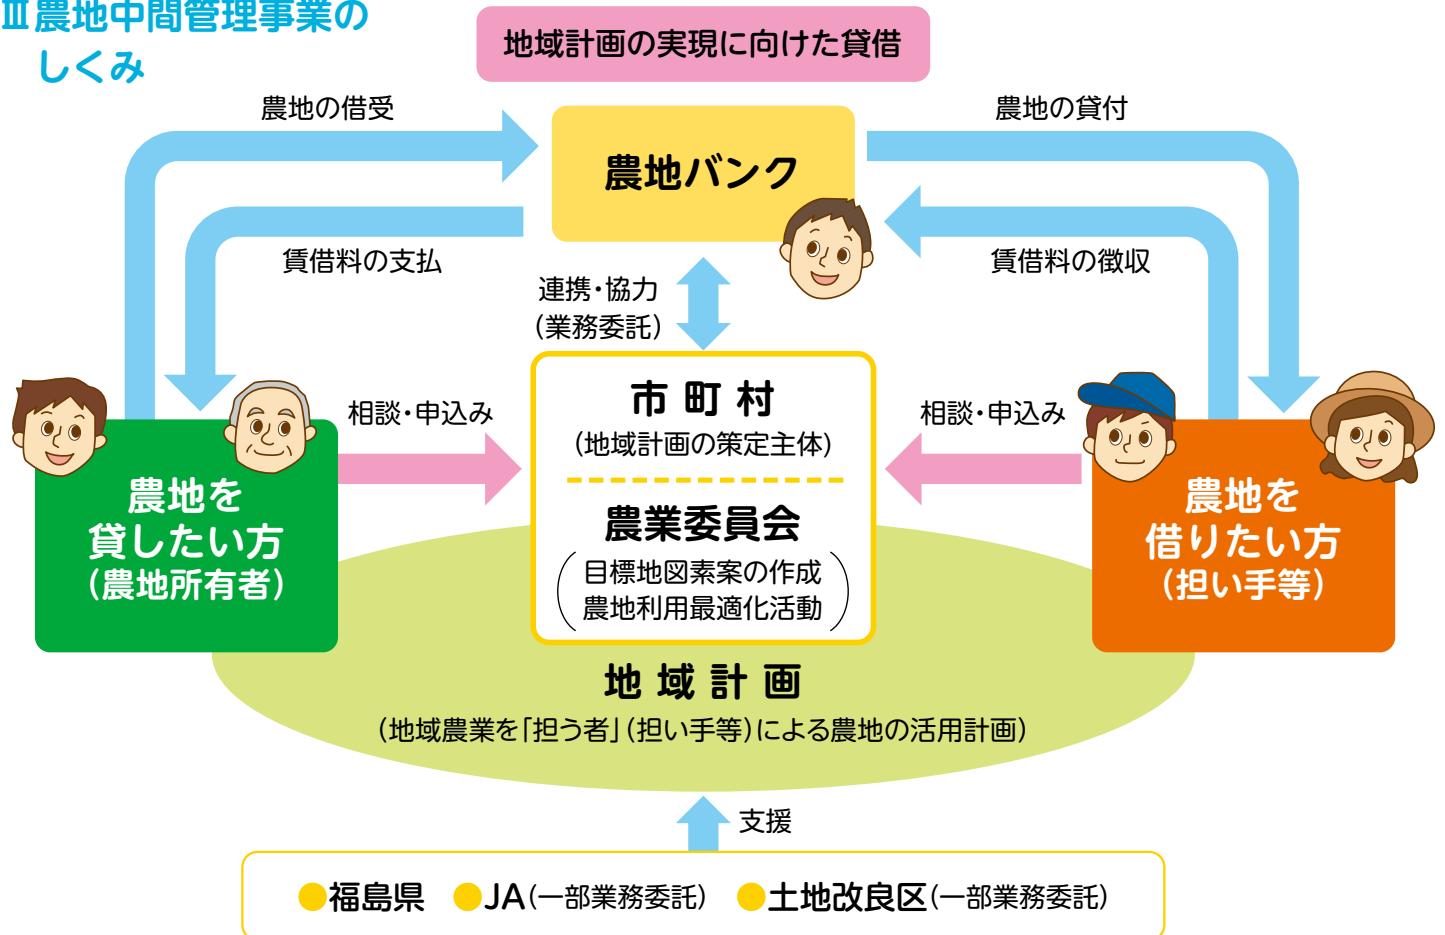 Ⅲ農地中間管理事業の
しくみ
地域計画の実現に向けた貸借
農地の借受
農地の貸付
農地バンク
賃借料の支払
賃借料の徴収
連携・協力
(業務委託)
市町村
(地域計画の策定主体)
相談・申込み
相談・申込み
農地を
貸したい方
(農地所有者)
農業委員会
目標地図素案の作成
農地利用最適化活動
農地を
借りたい方
(担い手等)
地域計画
(地域農業を「担う者」(担い手等)による農地の活用計画)
支援
●福島県 ●JA(一部業務委託) ●土地改良区(一部業務委託)